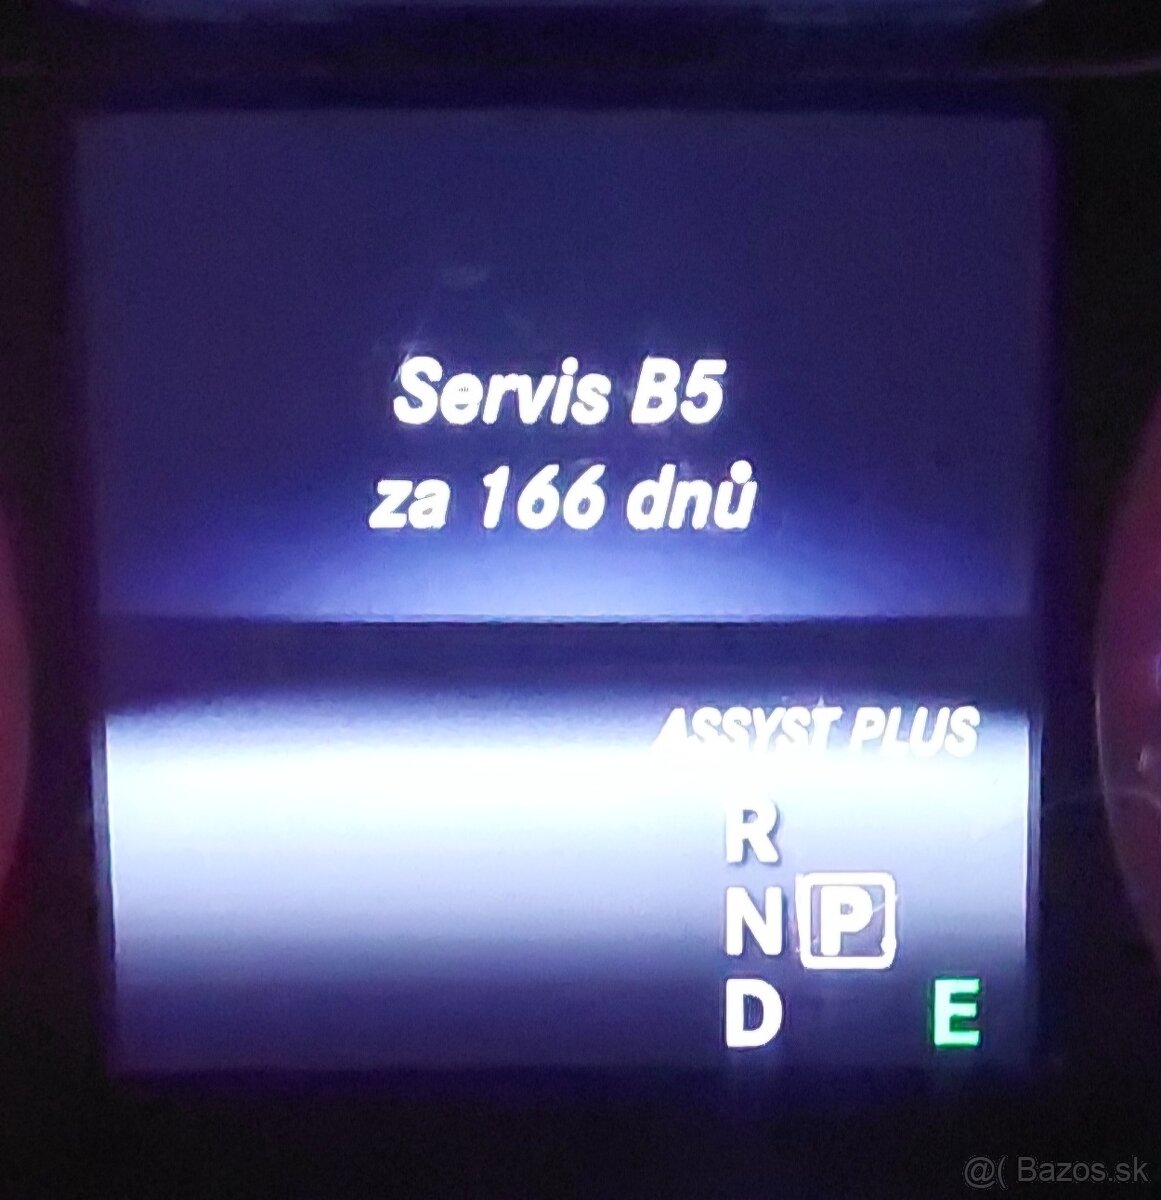 Servis B5
za 166 dnů
ASSYST PLUS
R
N P
D E
@( Bazos.sk